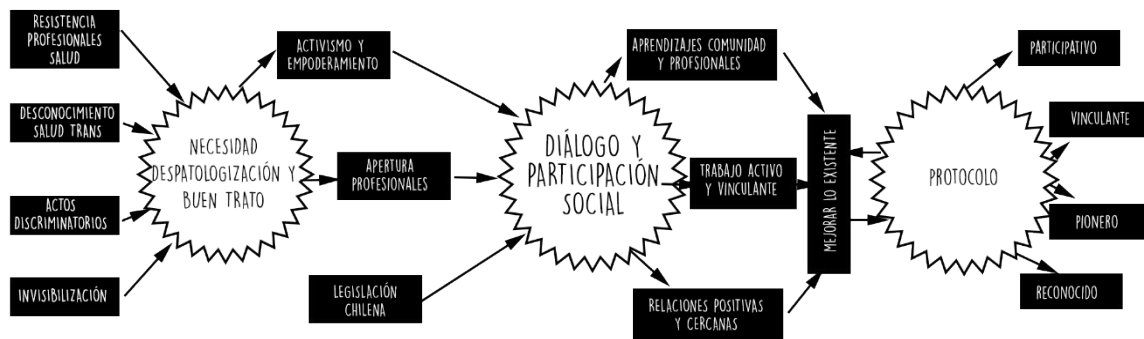 RESISTENCIA
PROFESIONALES
SALUD
DESCONOCIMIENTO
SALUD TRANS
ACTOS
DISCRIMINATORIOS
INVISIBILIZACIÓN
NECESIDAD
DESPATOLOGIZACIÓN Y
BUEN TRATO
ACTIVISMO Y
EMPODERAMIENTO
APERTURA
PROFESIONALES
LEGISLACIÓN
CHILENA
DIÁLOGO Y
PARTICIPACIÓN
SOCIAL
APRENDIZAJES COMUNIDAD
Y PROFSIONALES
TRABAJO ACTIVO
Y VINCULANTE
RELACIONES POSITIVAS
Y CERCANAS
MEJORAR LO EXISTENTE
PROTOCOLO
PARTICIPATIVO
VINCULANTE
PIONERO
RECONOCIDO